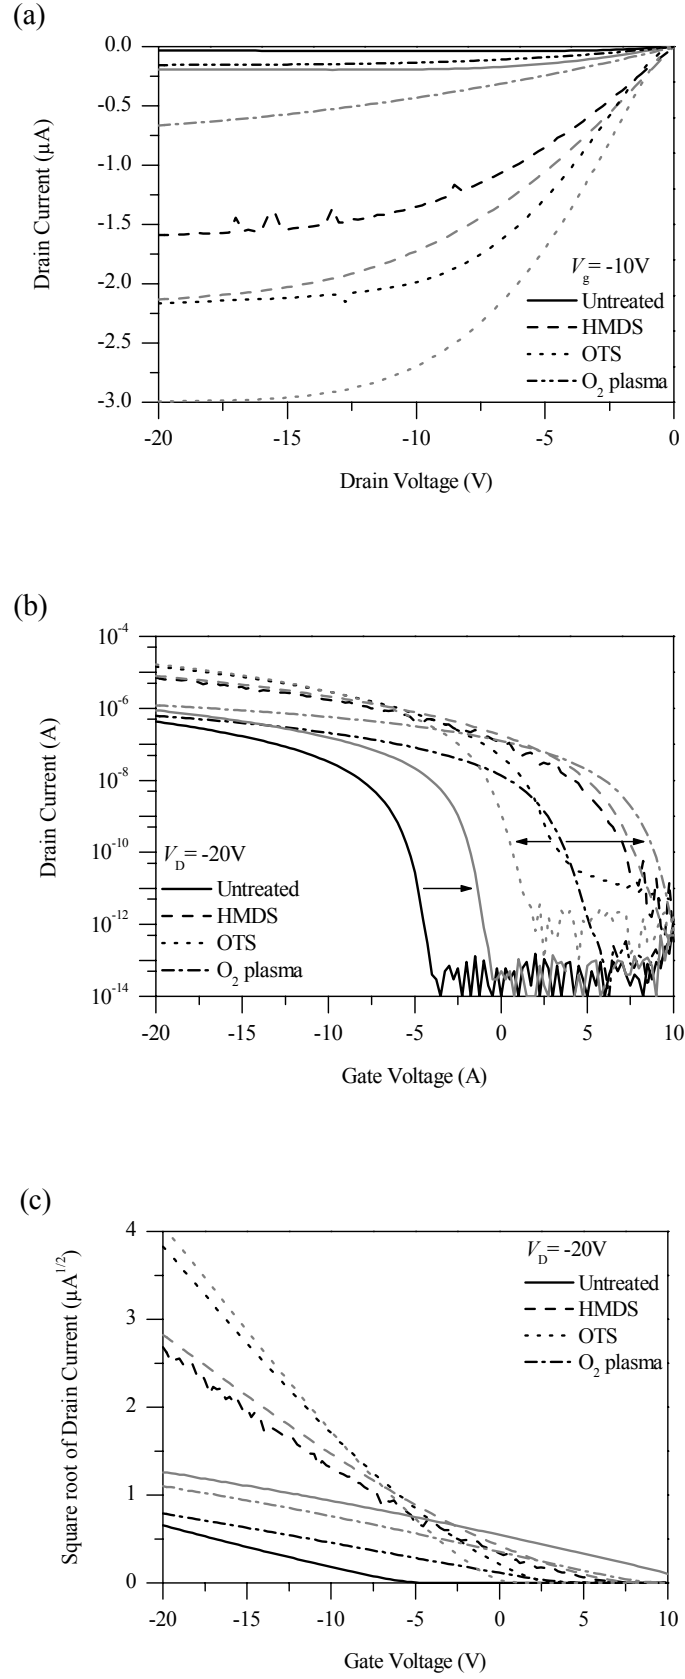 (a)
0.0
-0.5
-1.0
-1.5
-2.0
-2.5
-3.0
Drain Current (μA)
Vg= -10V
Untreated
HMDS
OTS
O2 plasma
-20 -15 -10 -5 0
Drain Voltage (V)
(b)
10-4
10-6
10-8
10-10
10-12
10-14
Drain Current (A)
VD= -20V
Untreated
HMDS
OTS
O2 plasma
-20 -15 -10 -5 0 5 10
Gate Voltage (A)
(c)
4
3
2
1
0
Square root of Drain Current (μA1/2)
VD= -20V
Untreated
HMDS
OTS
O2 plasma
-20 -15 -10 -5 0 5 10
Gate Voltage (V)